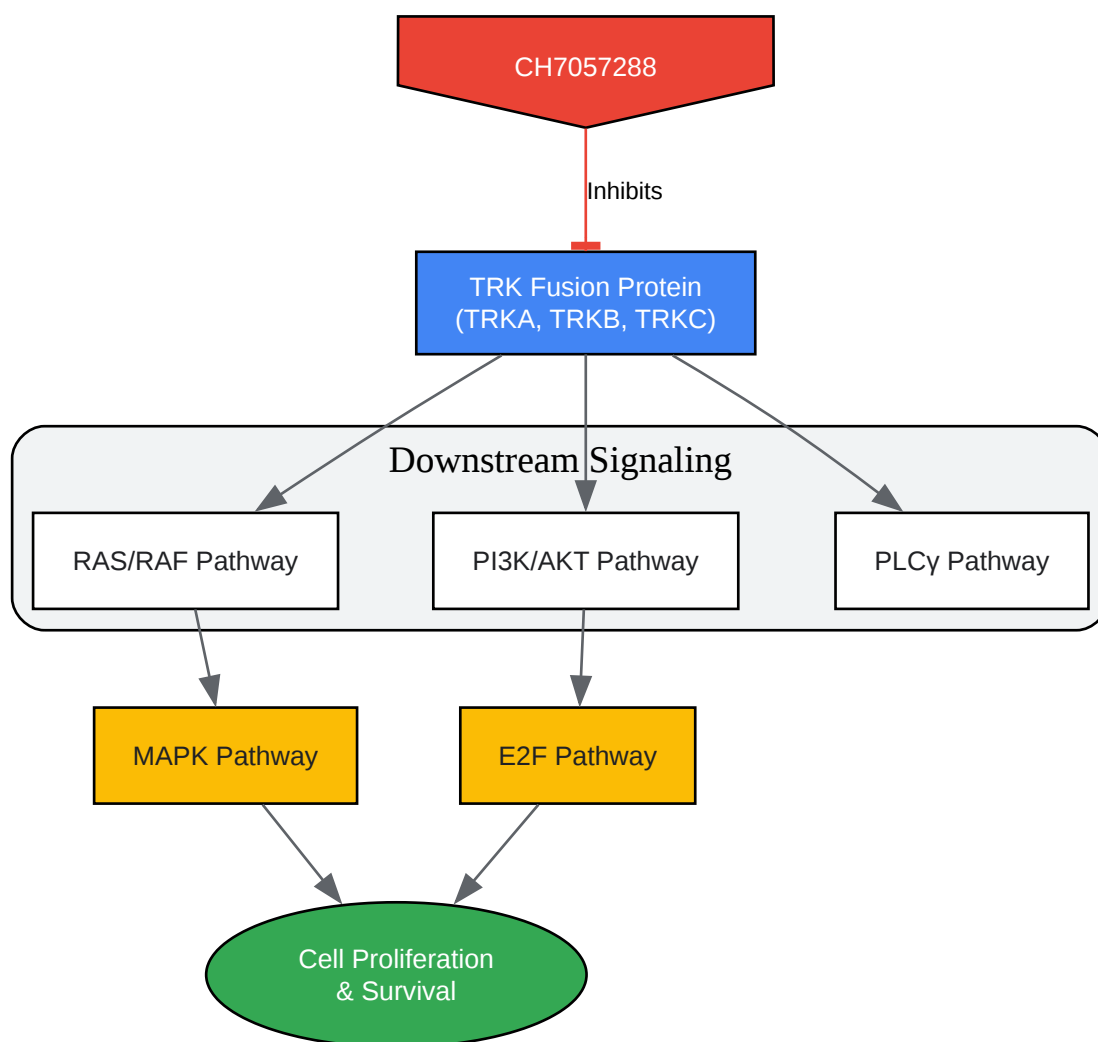 CH7057288
Inhibits
TRK Fusion Protein
(TRKA, TRKB, TRKC)
Downstream Signaling
RAS/RAF Pathway
PI3K/AKT Pathway
PLCγ Pathway
MAPK Pathway
E2F Pathway
Cell Proliferation
& Survival